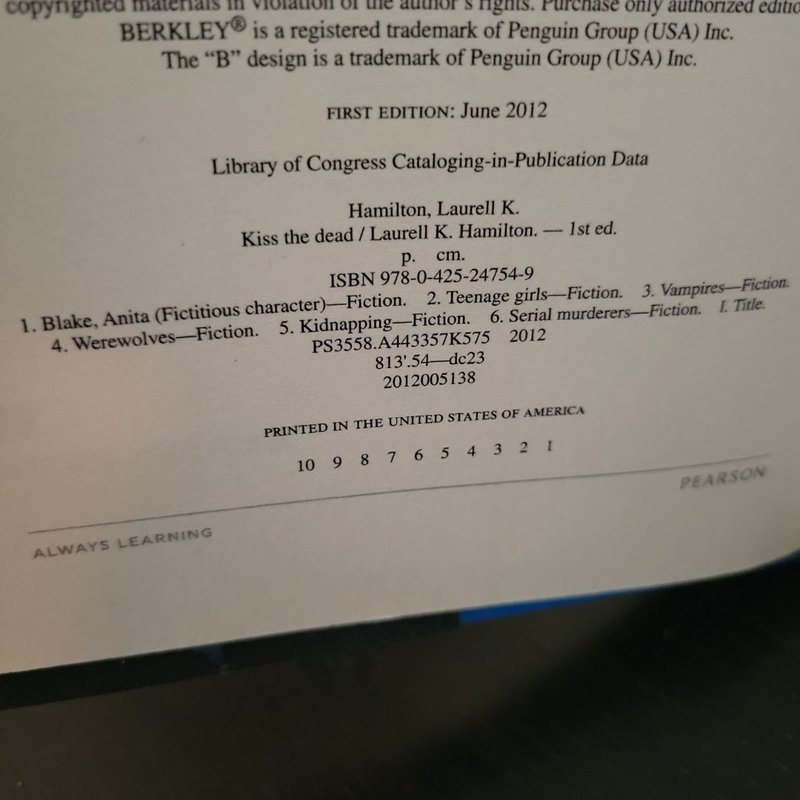 copyrighted materials in violation of the author's rights. Purchase only authorized editio
BERKLEY® is a registered trademark of Penguin Group (USA) Inc.
The “B” design is a trademark of Penguin Group (USA) Inc.
FIRST EDITION: June 2012
Library of Congress Cataloging-in-Publication Data
Hamilton, Laurell K.
Kiss the dead / Laurell K. Hamilton. — 1st ed.
p. cm.
ISBN 978-0-425-24754-9
1. Blake, Anita (Fictitious character)—Fiction. 2. Teenage girls—Fiction. 3. Vampires—Fiction.
4. Werewolves—Fiction. 5. Kidnapping—Fiction. 6. Serial murderers—Fiction. I. Title.
PS3558.A443357K575 2012
813'.54—dc23
2012005138
PRINTED IN THE UNITED STATES OF AMERICA
10 9 8 7 6 5 4 3 2 1
PEARSON
ALWAYS LEARNING